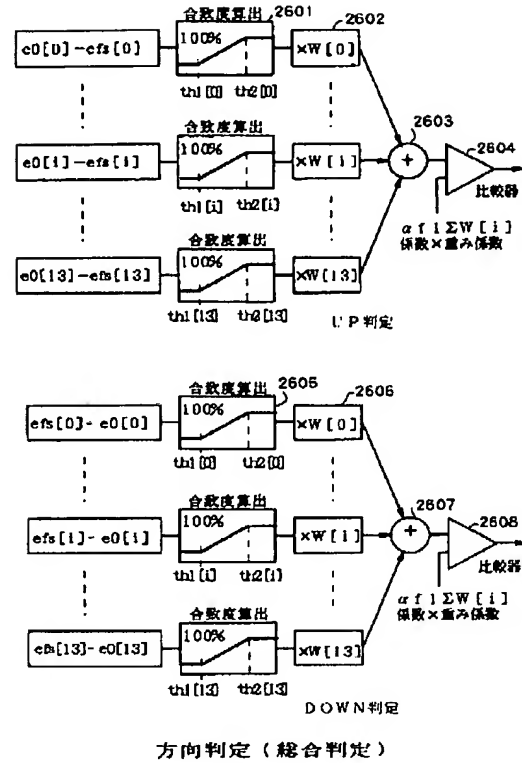 合致度算出
2601
2602
100%
e0[0]-efs[0]
×W[0]
th1[0]
th2[0]
2603
合致度算出
2604
100%
e0[i]-efs[i]
×W[i]
+
比較器
th1[i]
th2[i]
αfiΣW[i]
係数×重み係数
合致度算出
100%
e0[13]-efs[13]
×W[13]
th1[13]
th2[13]
UP判定
合致度算出
2605
2606
100%
efs[0]-e0[0]
×W[0]
th1[0]
th2[0]
2607
合致度算出
2608
100%
efs[i]-e0[i]
×W[i]
+
比較器
th1[i]
th2[i]
αfiΣW[i]
係数×重み係数
合致度算出
100%
efs[13]-e0[13]
×W[13]
th1[13]
th2[13]
DOWN判定
方向判定(総合判定)